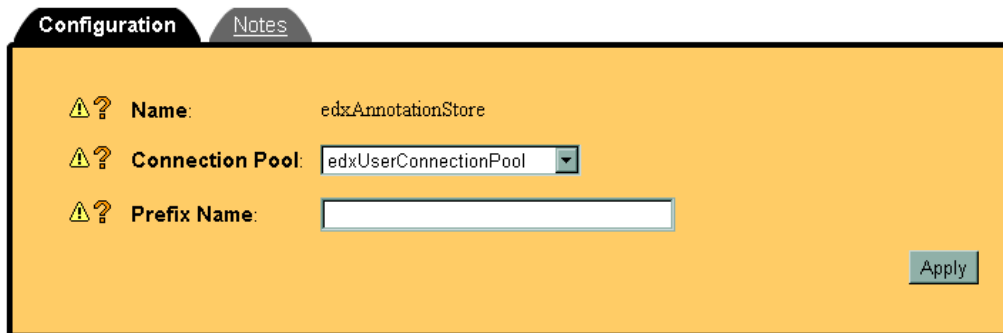 Configuration Notes
Name: edxAnnotationStore
Connection Pool: edxUserConnectionPool
Prefix Name:
Apply